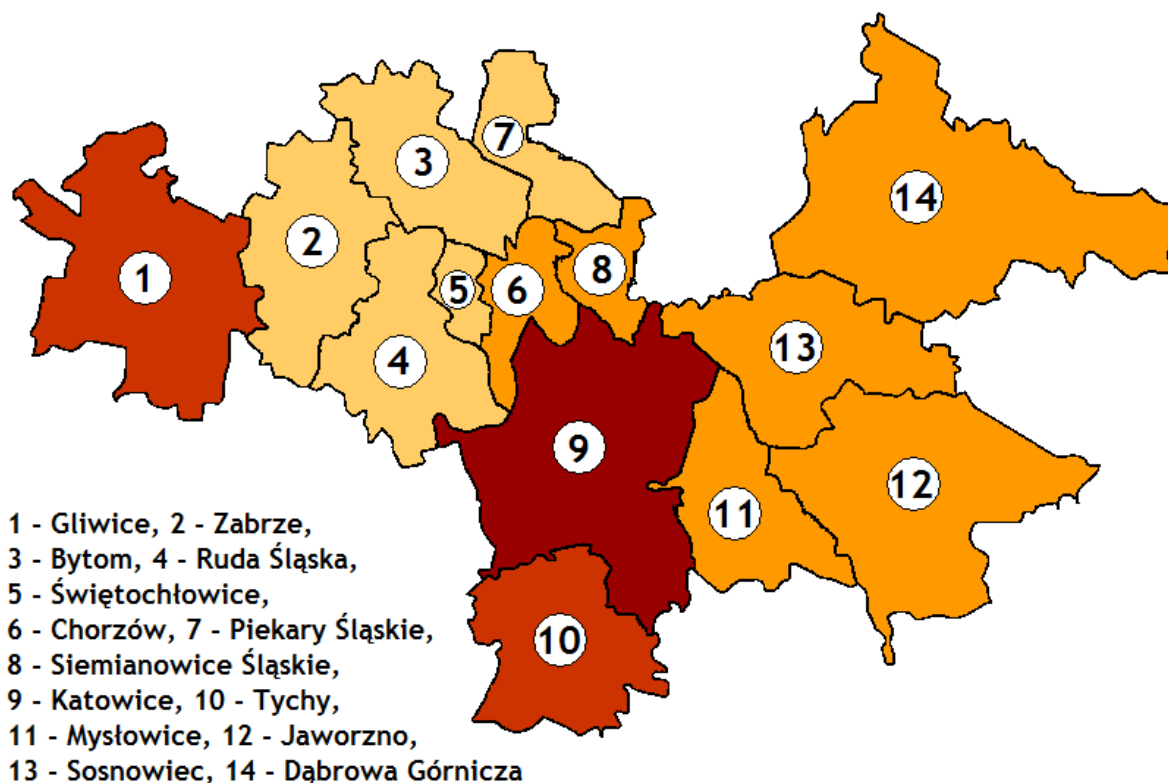 7
3
14
2
8
1
5
6
13
4
9
12
11
10
1 - Gliwice, 2 - Zabrze,
3 - Bytom, 4 - Ruda Śląska,
5 - Świętochłowice,
6 - Chorzów, 7 - Piekary Śląskie,
8 - Siemianowice Śląskie,
9 - Katowice, 10 - Tychy,
11 - Mysłowice, 12 - Jaworzno,
13 - Sosnowiec, 14 - Dąbrowa Górnicza